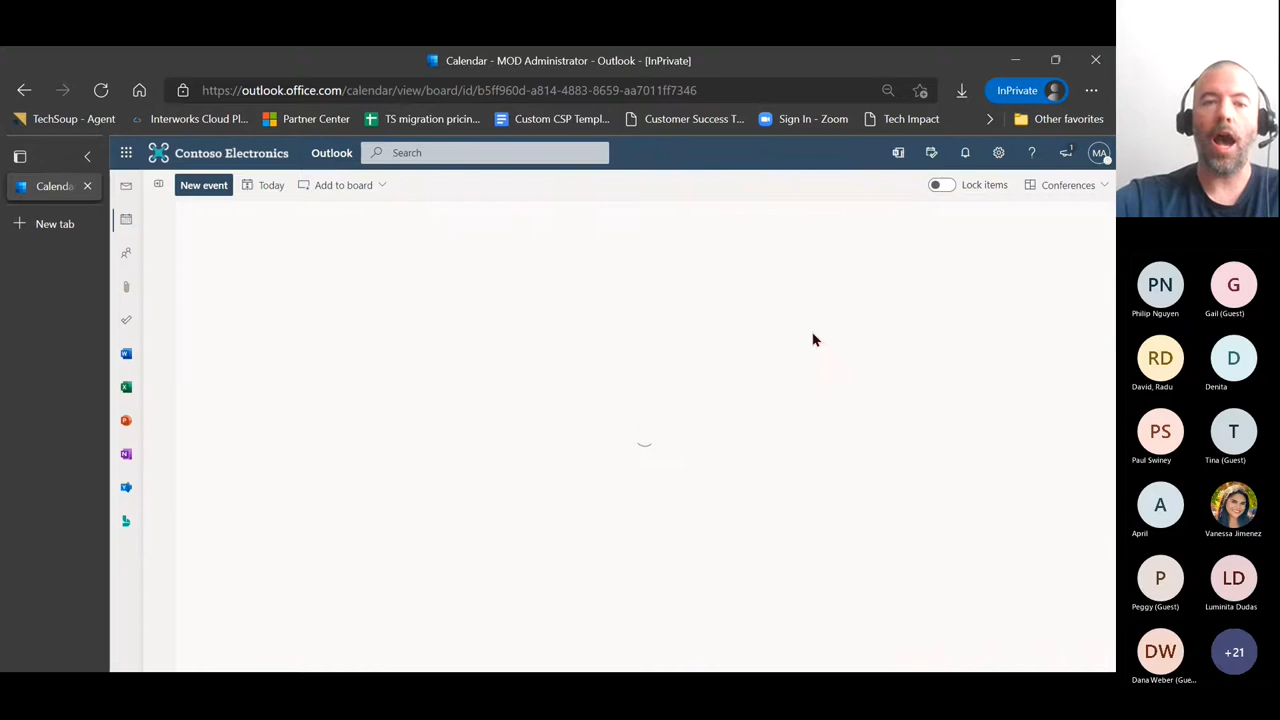 Calendar - MOD Administrator - Outlook - [InPrivate]
https://outlook.office.com/calendar/view/board/id/b5ff960d-a814-4883-8659-aa7011ff7346
InPrivate
TechSoup - Agent
Interworks Cloud Pl...
Partner Center
TS migration pricin...
Custom CSP Templ...
Customer Success T...
Sign In - Zoom
Tech Impact
Other favorites
Contoso Electronics
Outlook
Search
1
MA
Calenda
New event
Today
Add to board
Lock items
Conferences
New tab
PN
G
Philip Nguyen
Gail (Guest)
RD
D
David, Radu
Denita
PS
T
Paul Swiney
Tina (Guest)
A
April
Vanessa Jimenez
P
LD
Peggy (Guest)
Luminita Dudas
DW
+21
Dana Weber (Gue...